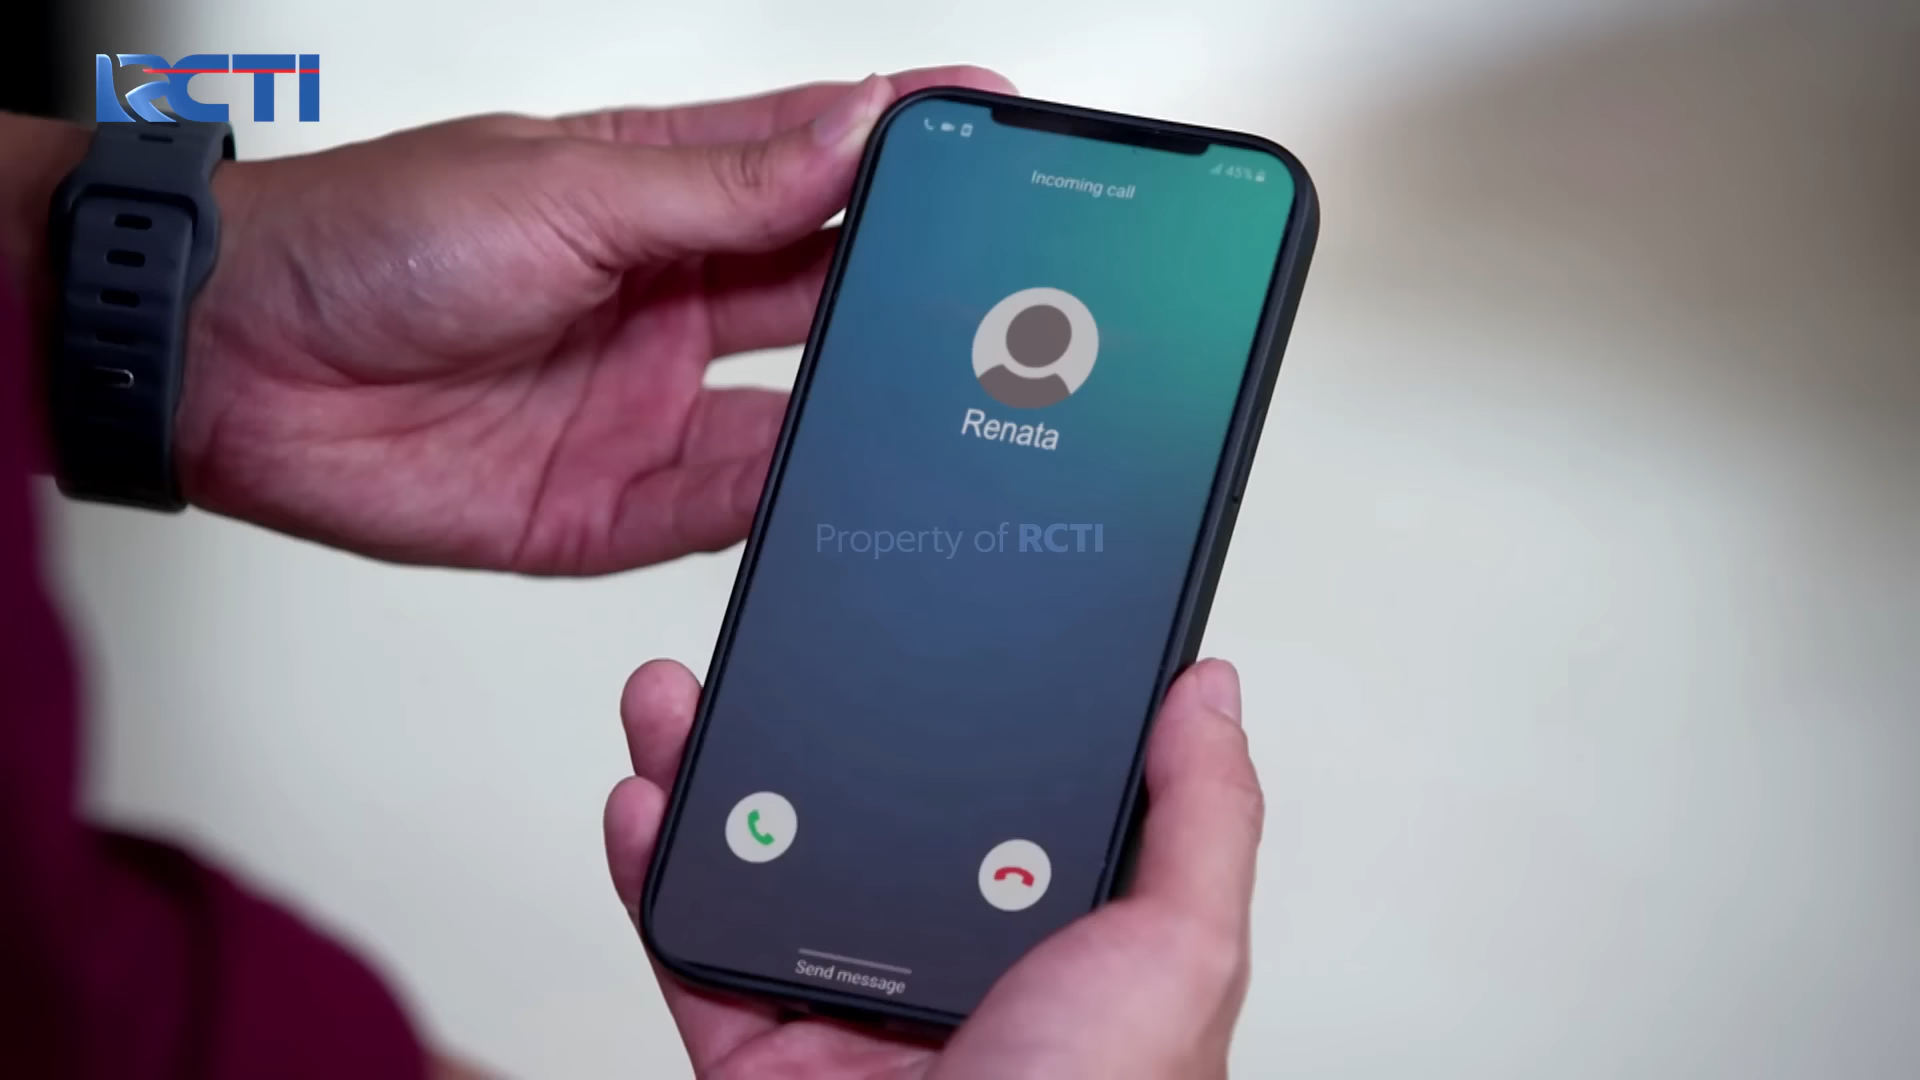 RCTI
45%
Incoming call
Renata
Property of RCTI
Send message